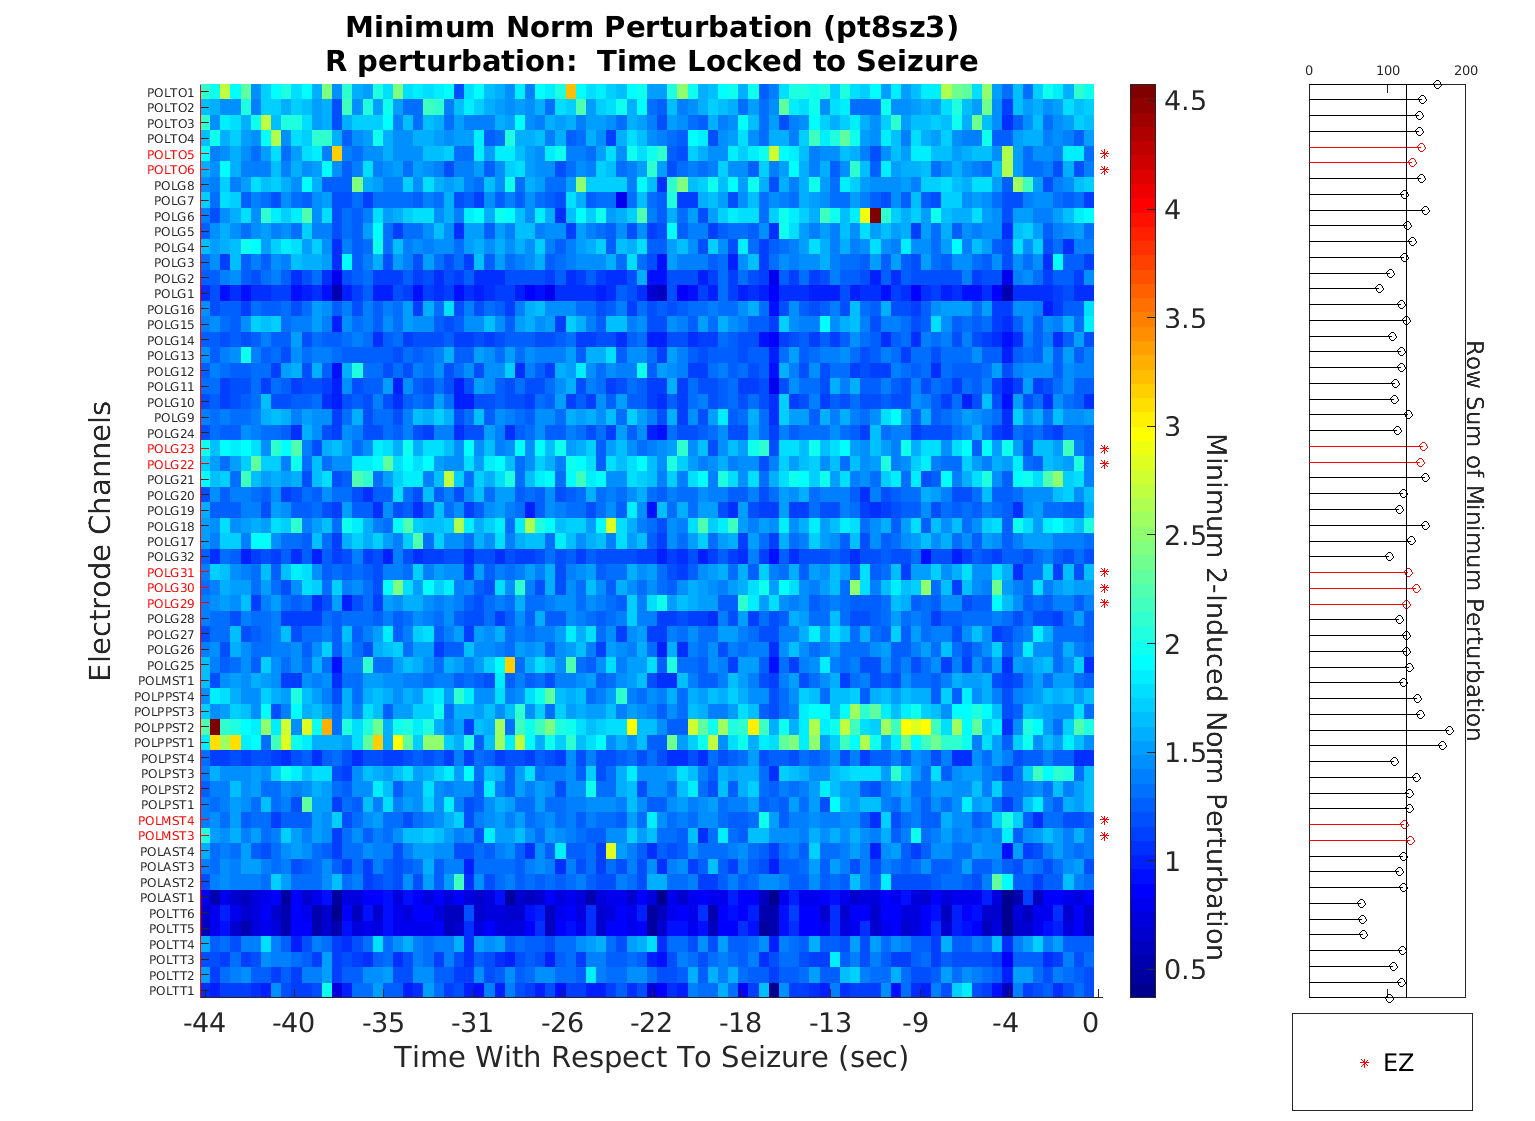 Minimum Norm Perturbation (pt8sz3)
R perturbation:  Time Locked to Seizure
Electrode Channels
POLTO1
POLTO2
POLTO3
POLTO4
POLTO5
POLTO6
POLG8
POLG7
POLG6
POLG5
POLG4
POLG3
POLG2
POLG1
POLG16
POLG15
POLG14
POLG13
POLG12
POLG11
POLG10
POLG9
POLG24
POLG23
POLG22
POLG21
POLG20
POLG19
POLG18
POLG17
POLG32
POLG31
POLG30
POLG29
POLG28
POLG27
POLG26
POLG25
POLMST1
POLPPST4
POLPPST3
POLPPST2
POLPPST1
POLPST4
POLPST3
POLPST2
POLPST1
POLMST4
POLMST3
POLAST4
POLAST3
POLAST2
POLAST1
POLTT6
POLTT5
POLTT4
POLTT3
POLTT2
POLTT1
-44 -40 -35 -31 -26 -22 -18 -13 -9 -4 0
Time With Respect To Seizure (sec)
4.5
4
3.5
3
2.5
2
1.5
1
0.5
Minimum 2-Induced Norm Perturbation
0 100 200
Row Sum of Minimum Perturbation
* EZ